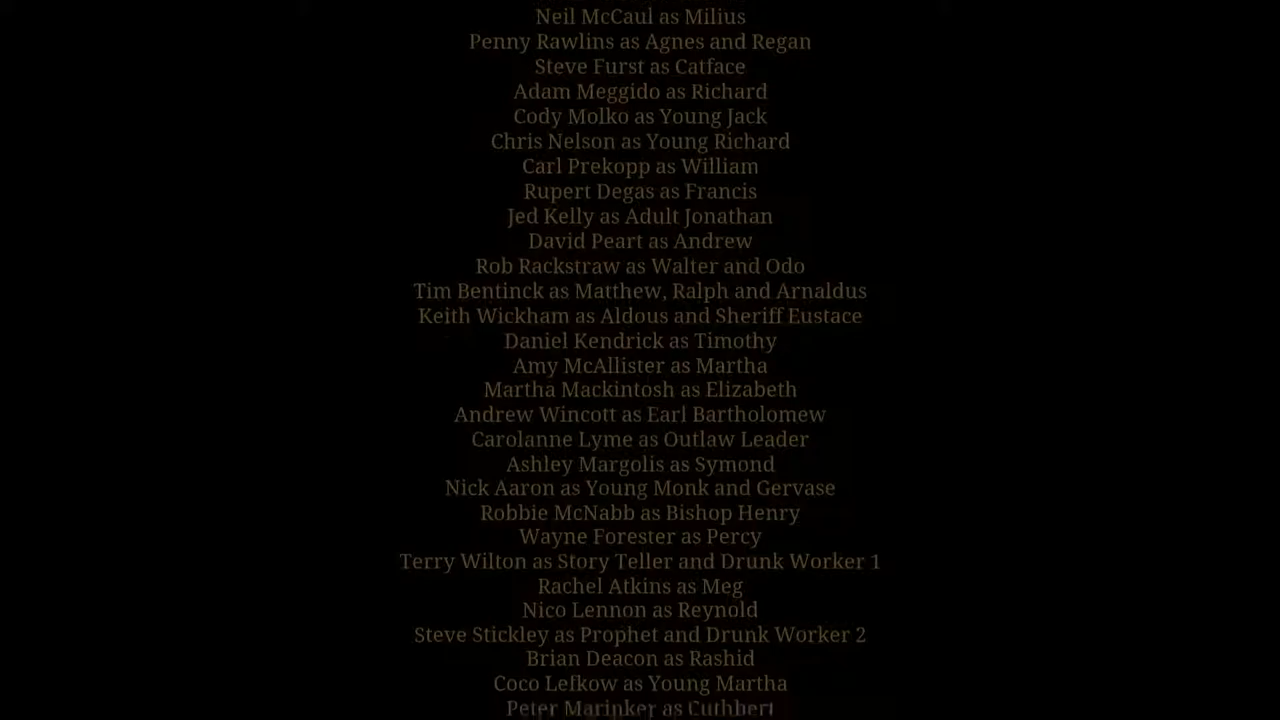 Neil McCaul as Milius
Penny Rawlins as Agnes and Regan
Steve Furst as Catface
Adam Meggido as Richard
Cody Molko as Young Jack
Chris Nelson as Young Richard
Carl Prekopp as William
Rupert Degas as Francis
Jed Kelly as Adult Jonathan
David Peart as Andrew
Rob Rackstraw as Walter and Odo
Tim Bentinck as Matthew, Ralph and Arnaldus
Keith Wickham as Aldous and Sheriff Eustace
Daniel Kendrick as Timothy
Amy McAllister as Martha
Martha Mackintosh as Elizabeth
Andrew Wincott as Earl Bartholomew
Carolanne Lyme as Outlaw Leader
Ashley Margolis as Symond
Nick Aaron as Young Monk and Gervase
Robbie McNabb as Bishop Henry
Wayne Forester as Percy
Terry Wilton as Story Teller and Drunk Worker 1
Rachel Atkins as Meg
Nico Lennon as Reynold
Steve Stickley as Prophet and Drunk Worker 2
Brian Deacon as Rashid
Coco Lefkow as Young Martha
Peter Marinker as Cuthbert